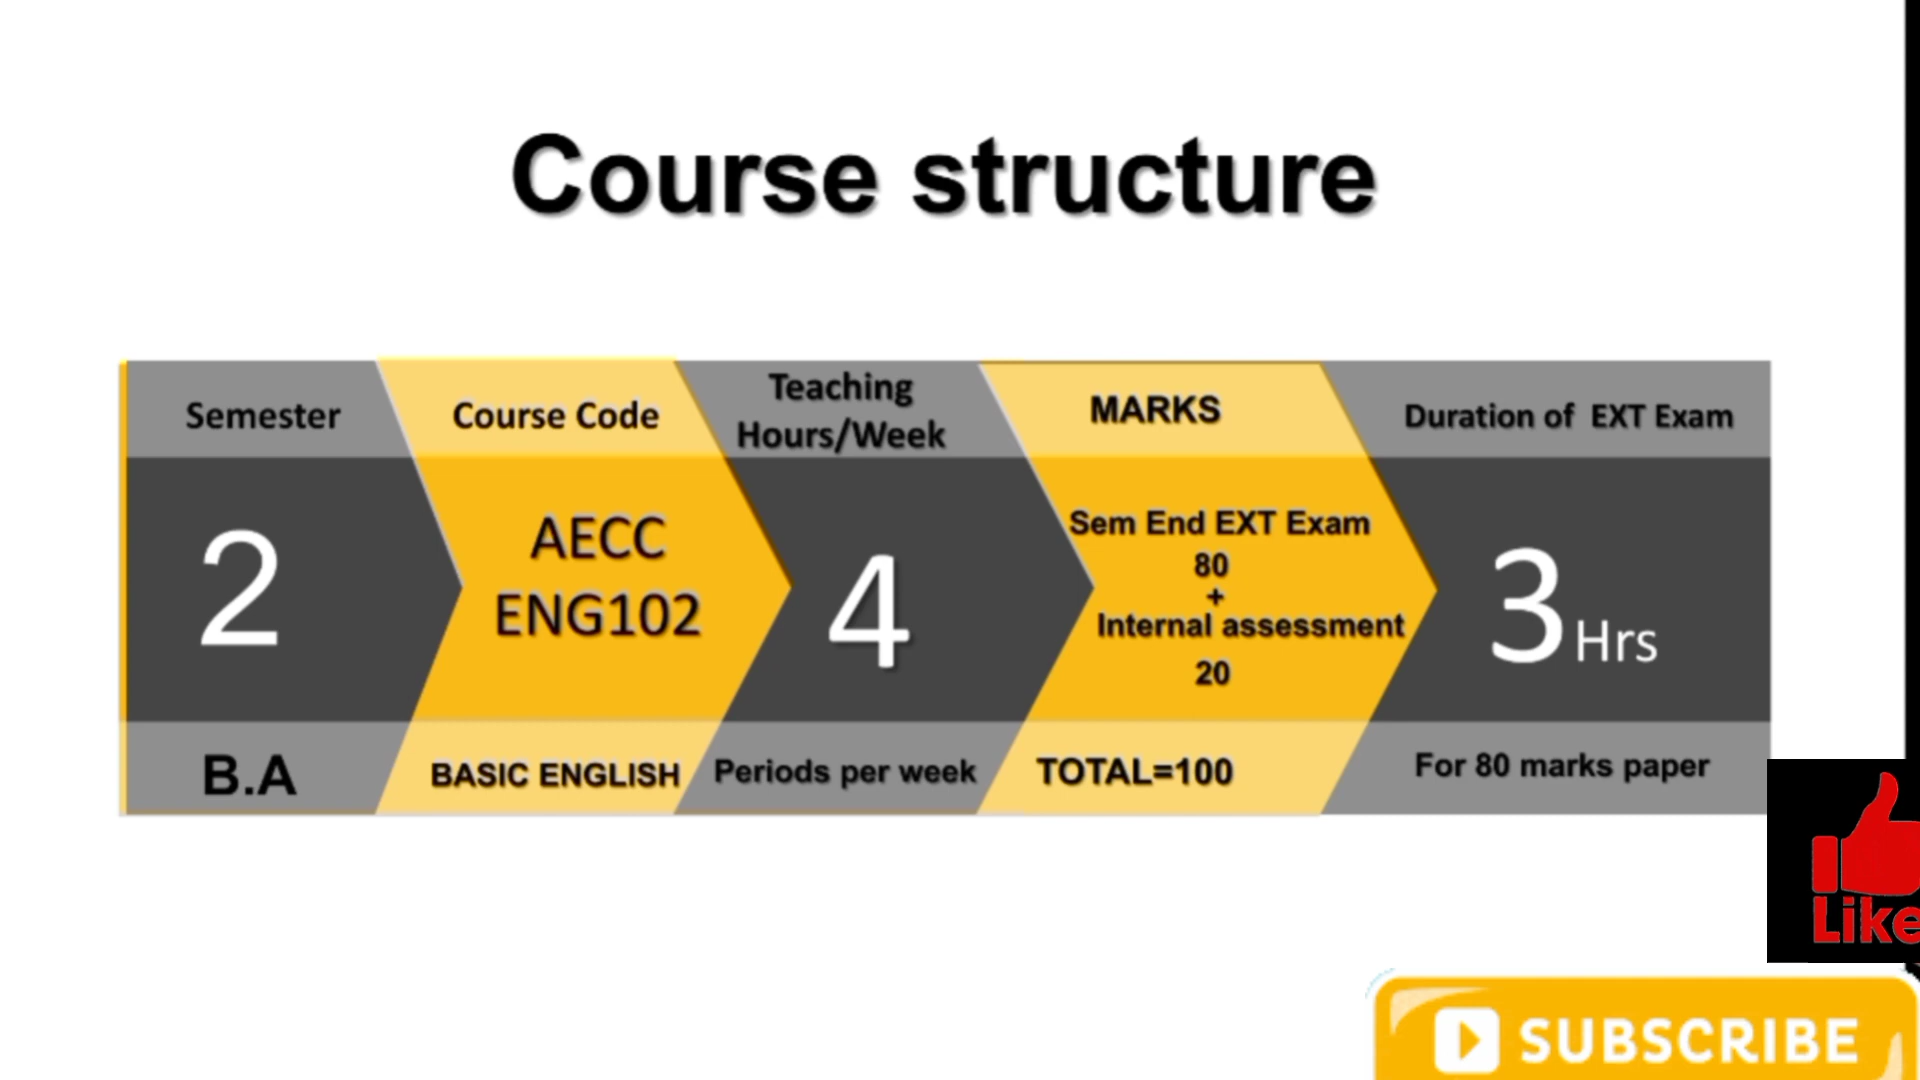 Course structure
Semester
2
B.A
Course Code
AECC
ENG102
BASIC ENGLISH
Teaching
Hours/Week
4
Periods per week
MARKS
Sem End EXT Exam
80
+
Internal assessment
20
TOTAL=100
Duration of EXT Exam
3 Hrs
For 80 marks paper
Like
SUBSCRIBE